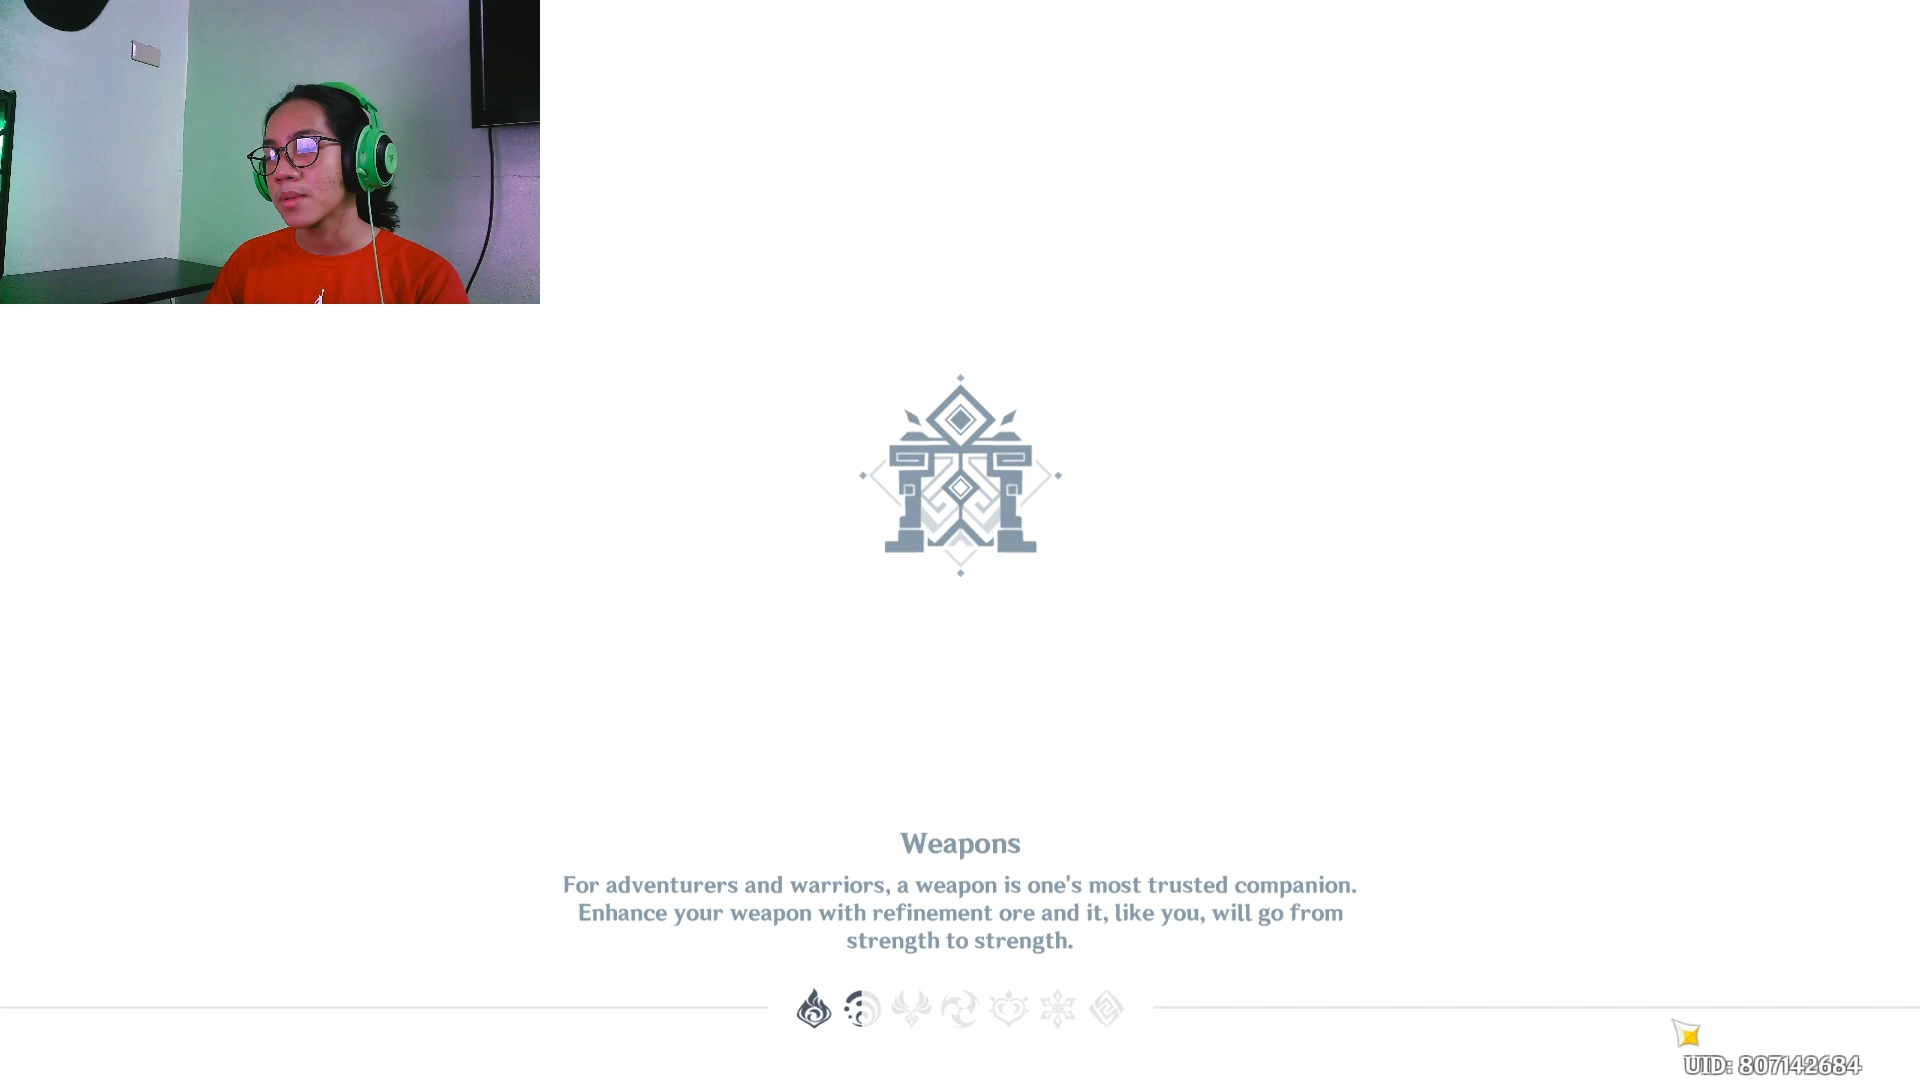 Weapons
For adventurers and warriors, a weapon is one's most trusted companion.
Enhance your weapon with refinement ore and it, like you, will go from
strength to strength.
UID: 807142684